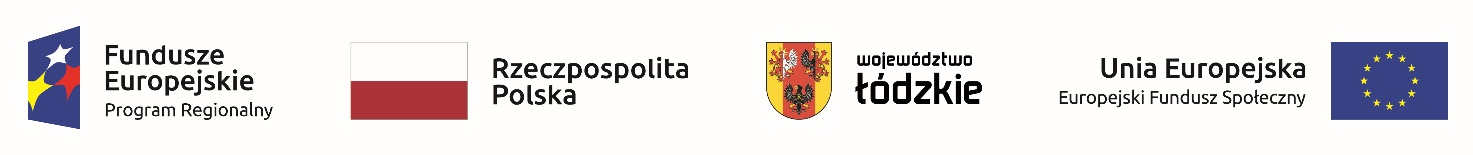 Fundusze
Europejskie
Program Regionalny
Rzeczpospolita
Polska
województwo
łódzkie
Unia Europejska
Europejski Fundusz Społeczny